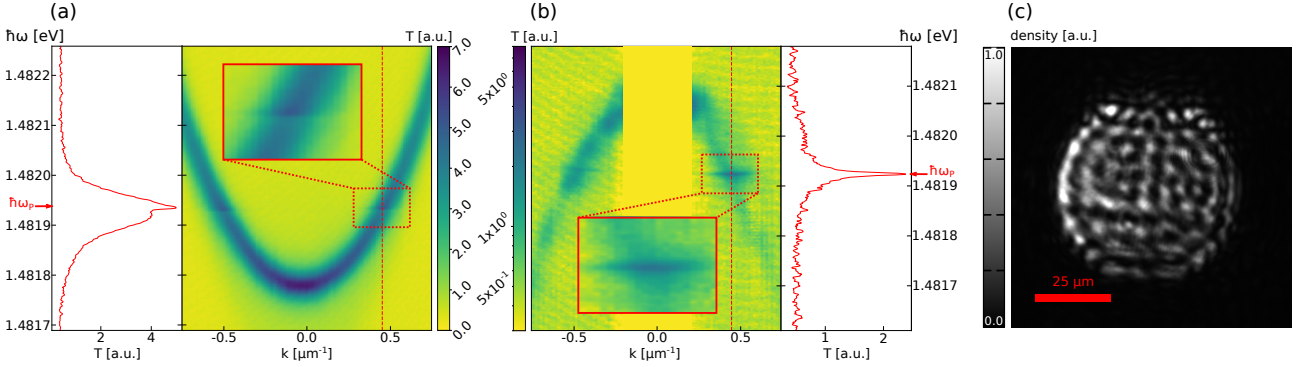 (a)
ħω [eV]
1.4822
1.4821
1.4820
ħωₚ
1.4819
1.4818
1.4817
2
4
T [a.u.]
-0.5
0.0
0.5
k [μm⁻¹]
T [a.u.]
7.0
6.0
5.0
4.0
3.0
2.0
1.0
0.0
(b)
T [a.u.]
5x10⁰
1x10⁰
5x10⁻¹
-0.5
0.0
0.5
k [μm⁻¹]
ħω [eV]
1.4821
1.4820
ħωₚ
1.4819
1.4818
1.4817
1
2
T [a.u.]
(c)
density [a.u.]
1.0
0.0
25 μm